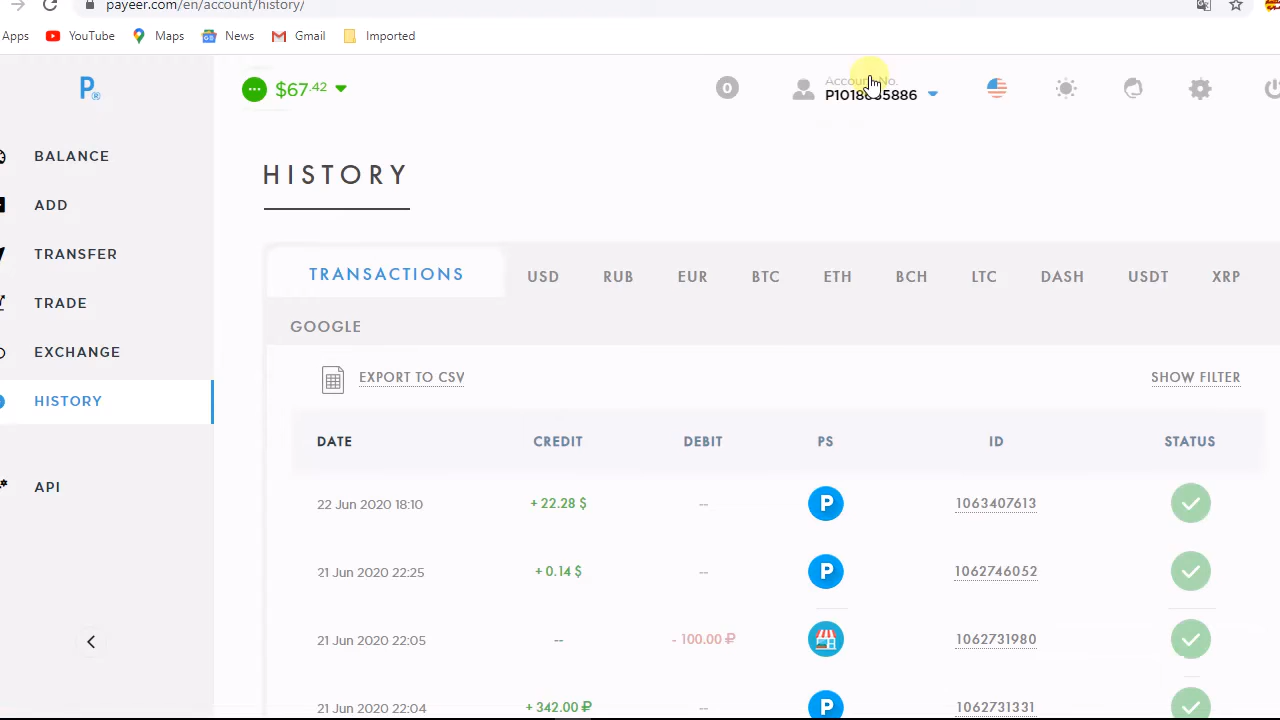 payeer.com/en/account/history/
Apps YouTube Maps News Gmail Imported
P® $67.42 0 Account No.
BALANCE
ADD
TRANSFER
TRADE
EXCHANGE
HISTORY
API
HISTORY
TRANSACTIONS USD RUB EUR BTC ETH BCH LTC DASH USDT XRP
GOOGLE
EXPORT TO CSV SHOW FILTER
DATE CREDIT DEBIT PS ID STATUS
22 Jun 2020 18:10 + 22.28 $ -- P 1063407613
21 Jun 2020 22:25 + 0.14 $ -- P 1062746052
21 Jun 2020 22:05 -- - 100.00 ₽ 1062731980
21 Jun 2020 22:04 + 342.00 ₽ -- P 1062731331